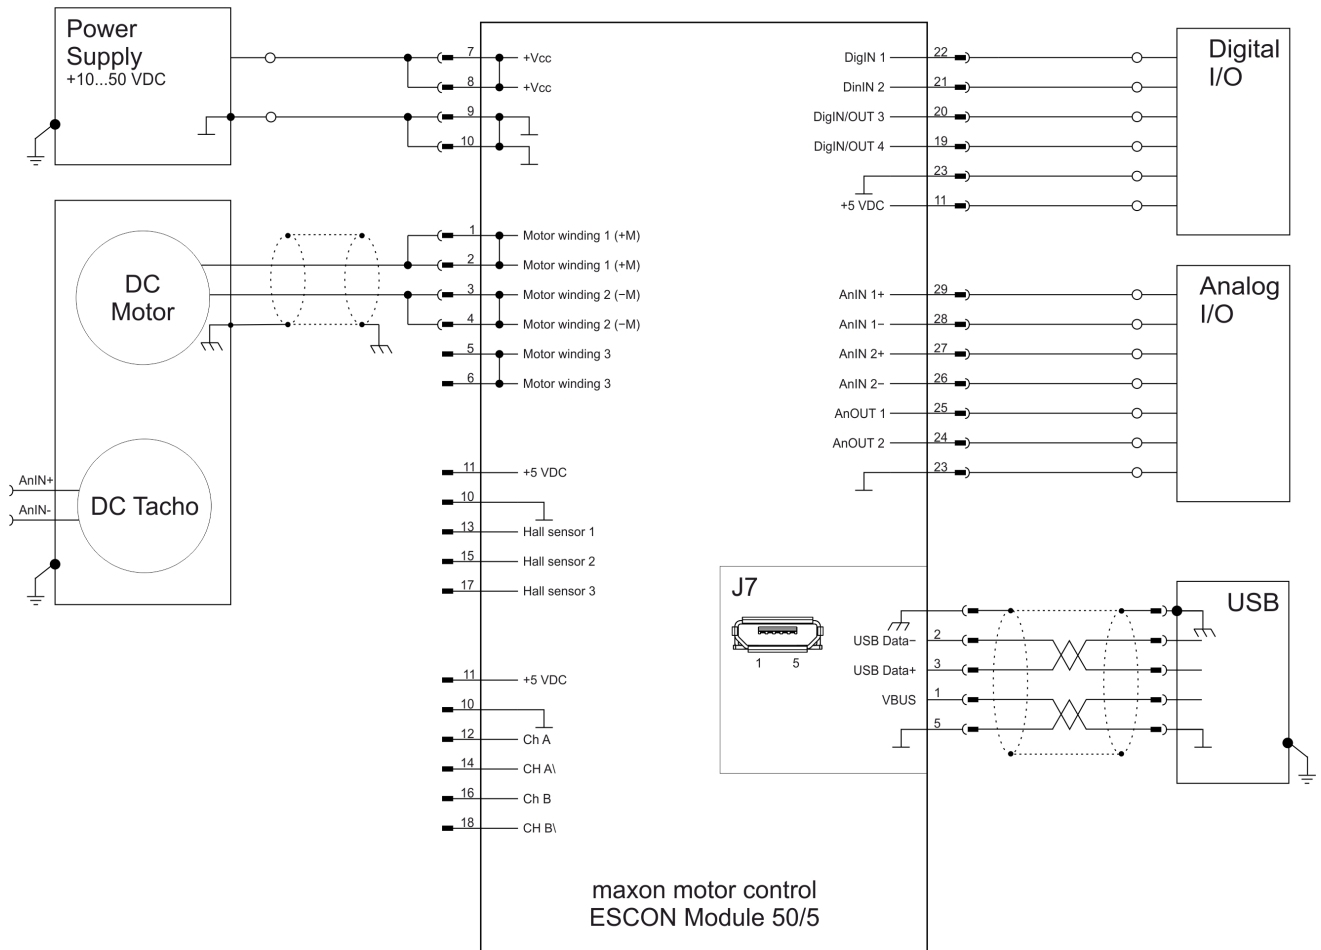 Power
Supply
+10...50 VDC
7 +Vcc
8 +Vcc
9
10
DC
Motor
1 Motor winding 1 (+M)
2 Motor winding 1 (+M)
3 Motor winding 2 (−M)
4 Motor winding 2 (−M)
5 Motor winding 3
6 Motor winding 3
AnIN+
AnIN-
DC Tacho
11 +5 VDC
10
13 Hall sensor 1
15 Hall sensor 2
17 Hall sensor 3
11 +5 VDC
10
12 Ch A
14 CH A\
16 Ch B
18 CH B\
DigIN 1 22
DinIN 2 21
DigIN/OUT 3 20
DigIN/OUT 4 19
23
+5 VDC 11
Digital
I/O
AnIN 1+ 29
AnIN 1− 28
AnIN 2+ 27
AnIN 2− 26
AnOUT 1 25
AnOUT 2 24
23
Analog
I/O
J7
1 5
USB Data− 2
USB Data+ 3
VBUS 1
5
USB
maxon motor control
ESCON Module 50/5